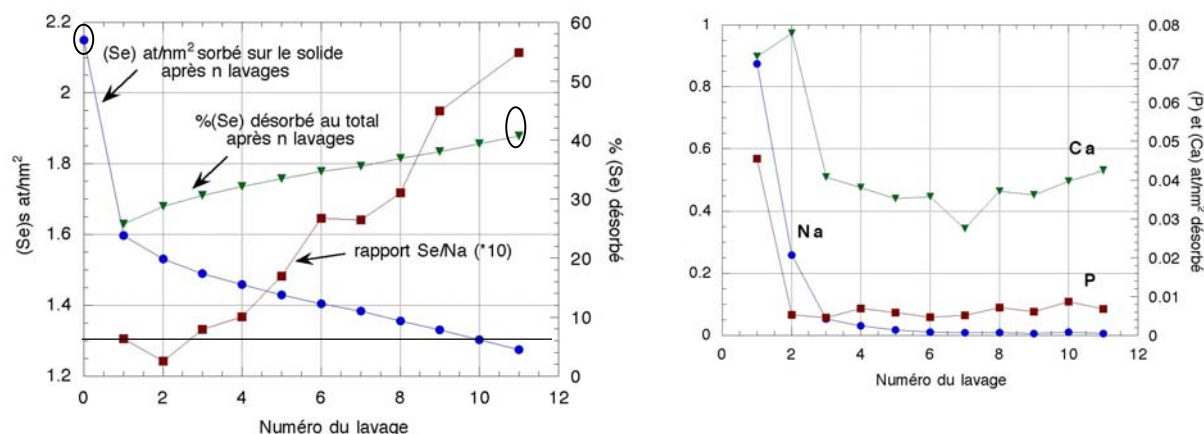 2.2
2
1.8
1.6
1.4
1.2
(Se)s at/nm²
(Se) at/nm² sorbé sur le solide
après n lavages
%(Se) désorbé au total
après n lavages
rapport Se/Na (*10)
60
50
40
30
20
10
0
% (Se) désorbé
0 2 4 6 8 10 12
Numéro du lavage
1
0.8
0.6
0.4
0.2
0
Ca
Na
P
0.08
0.07
0.06
0.05
0.04
0.03
0.02
0.01
0
(P) et (Ca) at/nm² désorbé
0 2 4 6 8 10 12
Numéro du lavage